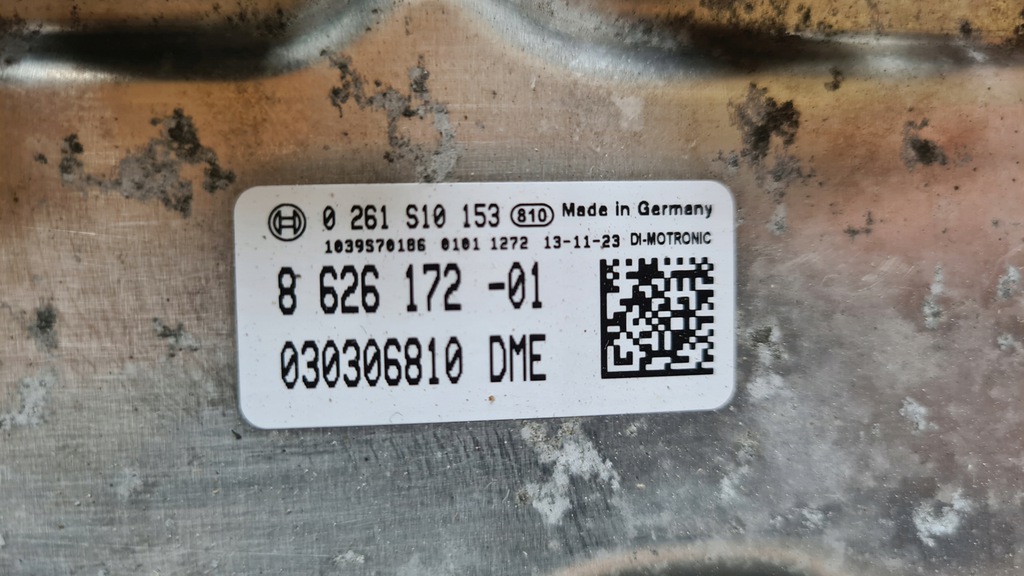 0 261 S10 153 810 Made in Germany
1039S70186 0101 1272 13-11-23 DI-MOTRONIC
8 626 172 -01
030306810 DME